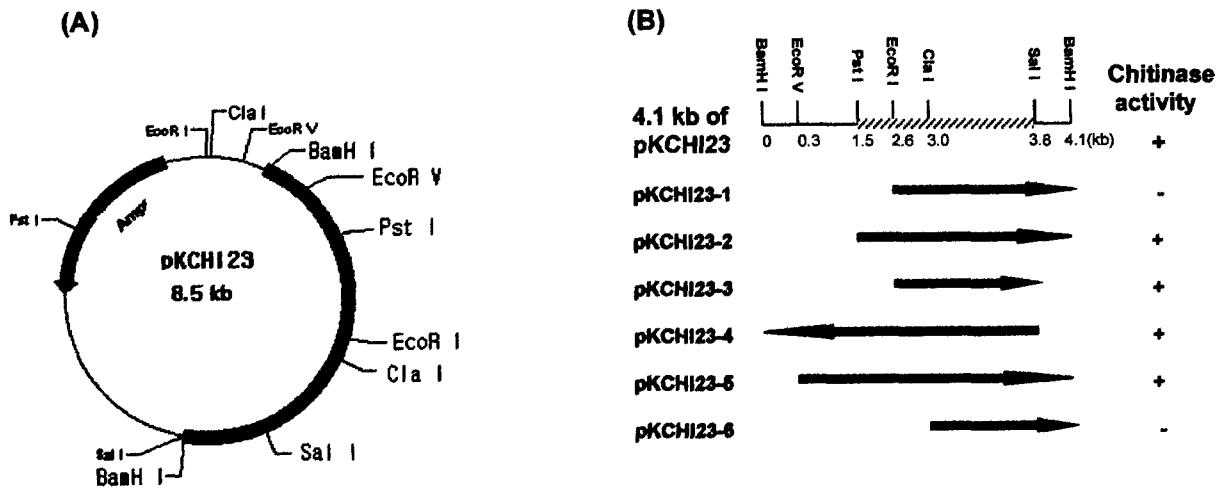 (A)
EcoR I
Cla I
EcoR V
BamH I
EcoR V
Pst I
Pst I
Ampr
pKCHI23
8.5 kb
EcoR I
Cla I
Sal I
Sal I
BamH I
(B)
BamH I
EcoR V
Pst I
EcoR I
Cla I
Sal I
BamH I
Chitinase
activity
4.1 kb of
pKCHI23
0 0.3 1.5 2.6 3.0 3.6 4.1(kb)
+
pKCHI23-1 -
pKCHI23-2 +
pKCHI23-3 +
pKCHI23-4 +
pKCHI23-5 +
pKCHI23-6 -